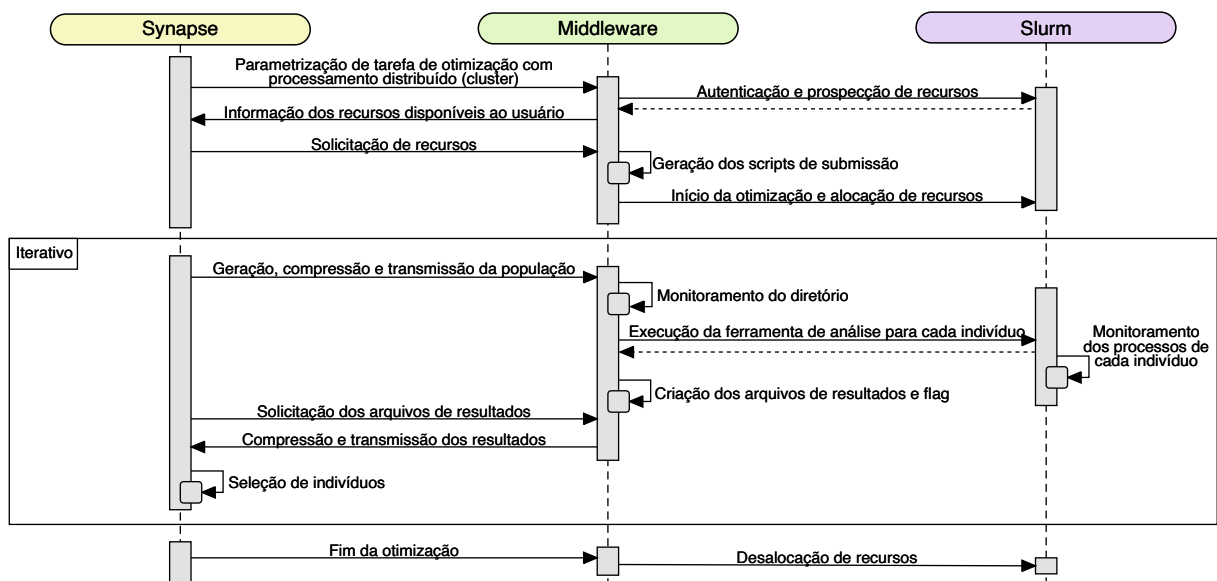 Synapse
Middleware
Slurm
Parametrização de tarefa de otimização com
processamento distribuído (cluster)
Autenticação e prospecção de recursos
Informação dos recursos disponíveis ao usuário
Solicitação de recursos
Geração dos scripts de submissão
Início da otimização e alocação de recursos
Iterativo
Geração, compressão e transmissão da população
Monitoramento do diretório
Execução da ferramenta de análise para cada indivíduo
Monitoramento
dos processos de
cada indivíduo
Criação dos arquivos de resultados e flag
Solicitação dos arquivos de resultados
Compressão e transmissão dos resultados
Seleção de indivíduos
Fim da otimização
Desalocação de recursos